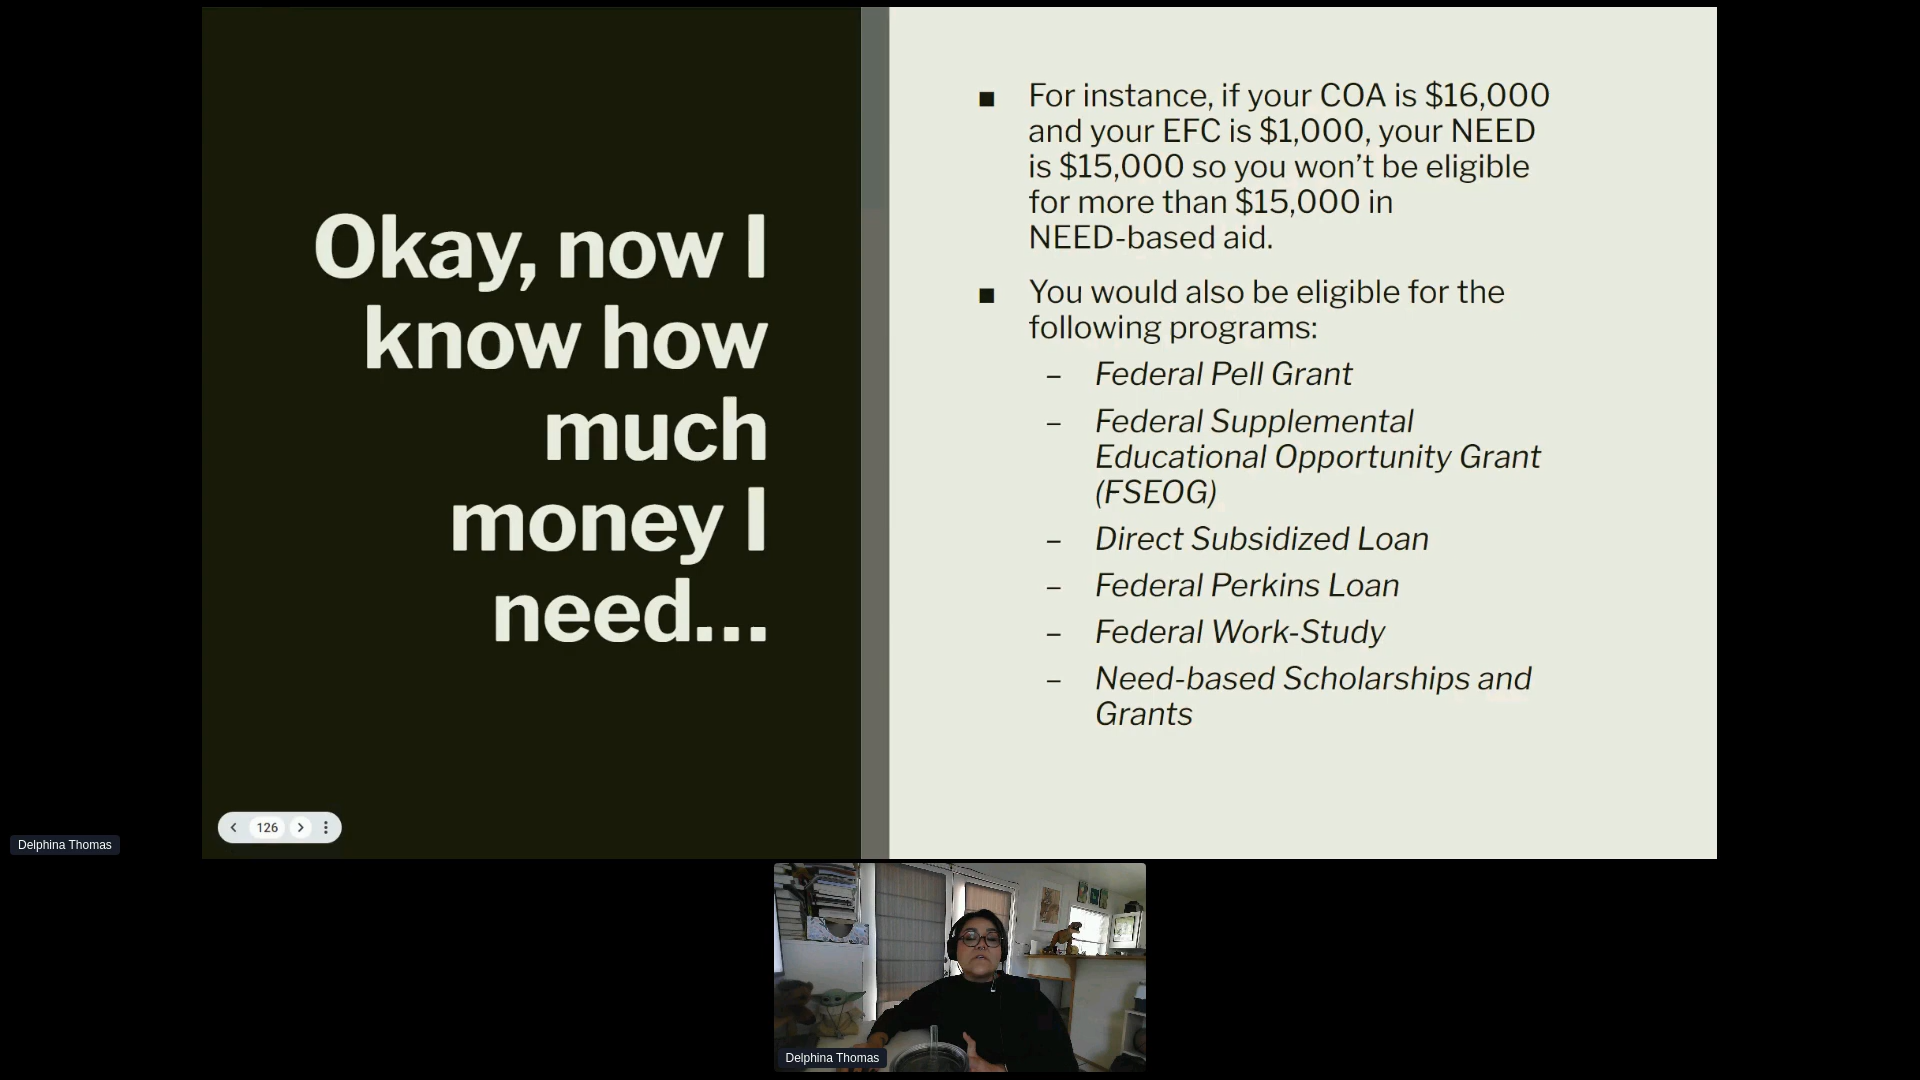 Okay, now I
know how
much
money I
need...
■ For instance, if your COA is $16,000
and your EFC is $1,000, your NEED
is $15,000 so you won’t be eligible
for more than $15,000 in
NEED-based aid.
■ You would also be eligible for the
following programs:
– Federal Pell Grant
– Federal Supplemental
Educational Opportunity Grant
(FSEOG)
– Direct Subsidized Loan
– Federal Perkins Loan
– Federal Work-Study
– Need-based Scholarships and
Grants
126
Delphina Thomas
Delphina Thomas